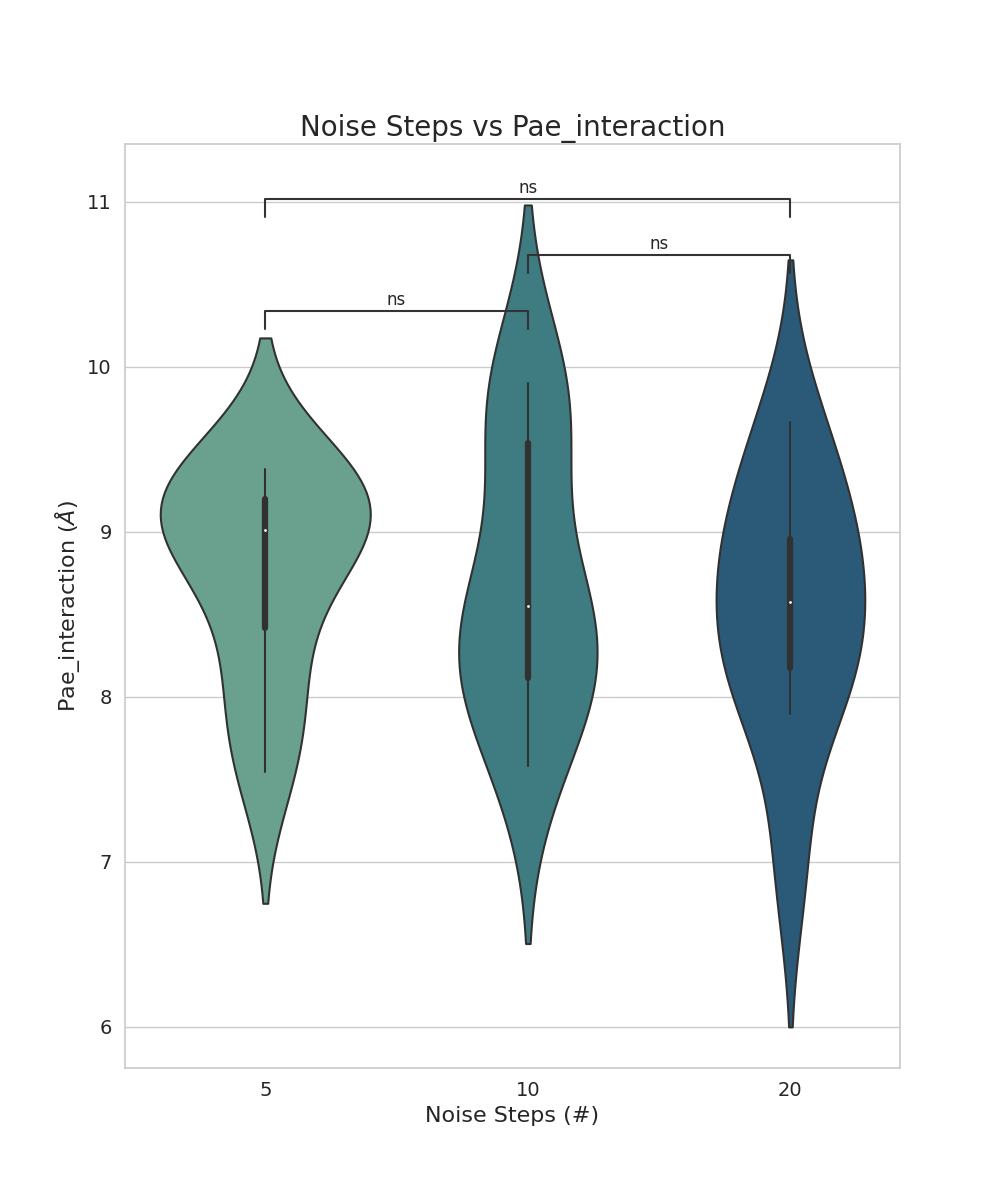 Noise Steps vs Pae_interaction
ns
ns
ns
11
10
9
8
7
6
Pae_interaction (Å)
5 10 20
Noise Steps (#)